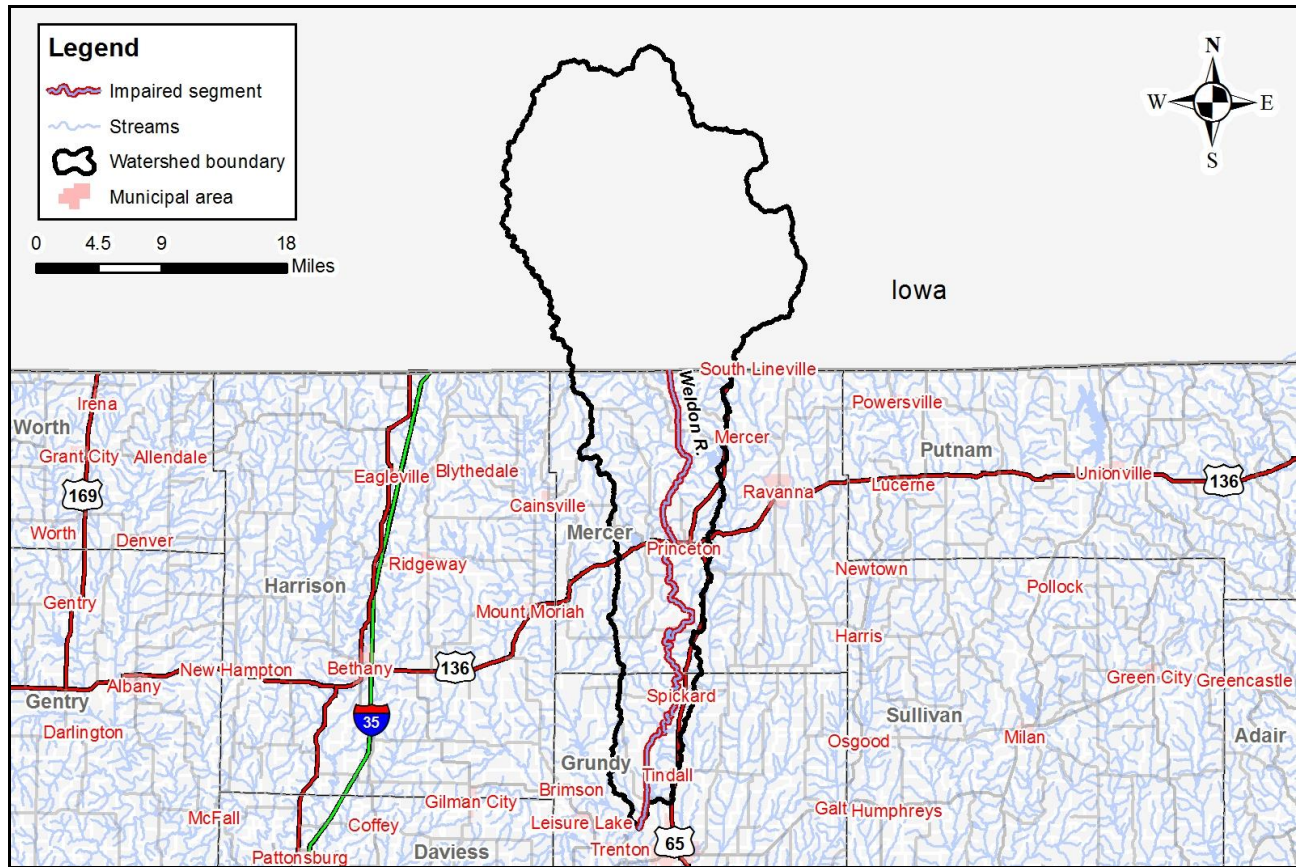 Legend
Impaired segment
Streams
Watershed boundary
Municipal area
0 4.5 9 18
Miles
N
W E
S
Iowa
South Lineville
Weldon R.
Irena
Worth
Grant City Allendale
169
Worth
Denver
Gentry
Eagleville Blythedale
Cainsville
Mercer
Mercer
Powersville
Putnam
Ravanna
Lucerne
Unionville
136
Princeton
Harrison
Ridgeway
Mount Moriah
Newtown
Pollock
Harris
New Hampton
Bethany
136
Albany
Gentry
Darlington
35
Spickard
Green City
Greencastle
Sullivan
Osgood
Milan
Adair
Grundy
Tindall
Brimson
Gilman City
McFall
Coffey
Leisure Lake
Galt Humphreys
Trenton
65
Pattonsburg
Daviess